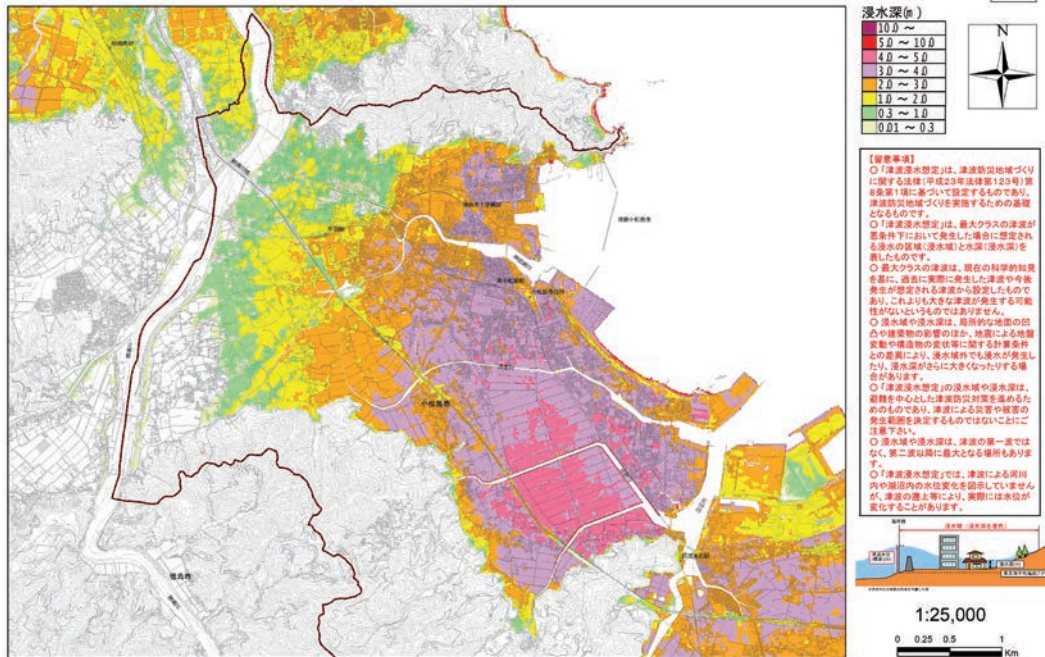 浸水深(m)
10.0 ～
5.0 ～ 10.0
4.0 ～ 5.0
3.0 ～ 4.0
2.0 ～ 3.0
1.0 ～ 2.0
0.3 ～ 1.0
0.01 ～ 0.3
N
【留意事項】
○「津波浸水想定」は、津波防災地域づくり
に関する法律(平成23年法律第123号)第
8条第1項に基づいて設定するものであり、
津波防災地域づくりを実施するための基礎
となるものです。
○「津波浸水想定」は、最大クラスの津波が
悪条件下において発生した場合に想定され
る浸水の区域(浸水域)と水深(浸水深)を
表したものです。
○ 最大クラスの津波は、現在の科学的知見
を基に、過去に実際に発生した津波や今後
発生が想定される津波から設定したもので
あり、これよりも大きな津波が発生する可能
性がないというものではありません。
○ 浸水域や浸水深は、局所的な地面の凹
凸や建築物の影響のほか、地震による地盤
変動や構造物の変状等に関する計算条件
との差異により、浸水域外でも浸水が発生し
たり、浸水深がさらに大きくなったりする場
合があります。
○「津波浸水想定」の浸水域や浸水深は、
避難を中心とした津波防災対策を進めるた
めのものであり、津波による災害や被害の
発生範囲を決定するものではないことにご
注意下さい。
○ 浸水域や浸水深は、津波の第一波では
なく、第二波以降に最大となる場所もありま
す。
○「津波浸水想定」では、津波による河川
内や湖沼内の水位変化を図示していません
が、津波の遡上等により、実際には水位が
変化することがあります。
小松島市
徳島市
1:25,000
0 0.25 0.5 1
Km